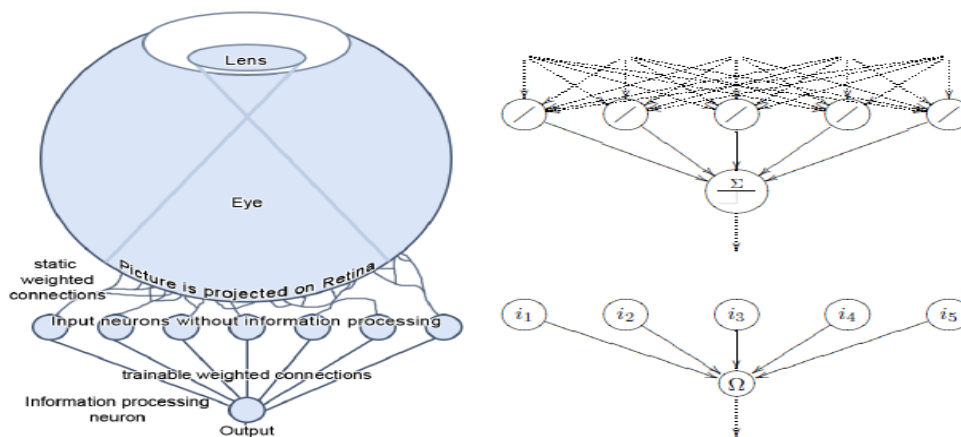 Lens
Eye
Picture is projected on Retina
static
weighted
connections
Input neurons without information processing
trainable weighted connections
Information processing
neuron
Output
Σ
i₁ i₂ i₃ i₄ i₅
Ω